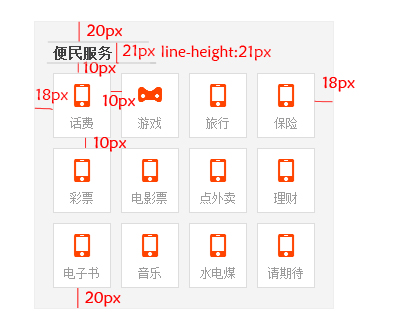 20px
便民服务 21px line-height:21px
10px
18px 10px 18px
话费 游戏 旅行 保险
10px
彩票 电影票 点外卖 理财
电子书 音乐 水电煤 请期待
20px